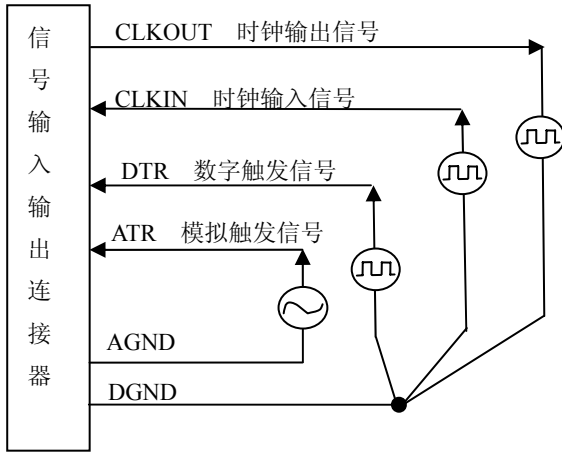 信号输入输出连接器
CLKOUT 时钟输出信号
CLKIN 时钟输入信号
DTR 数字触发信号
ATR 模拟触发信号
AGND
DGND